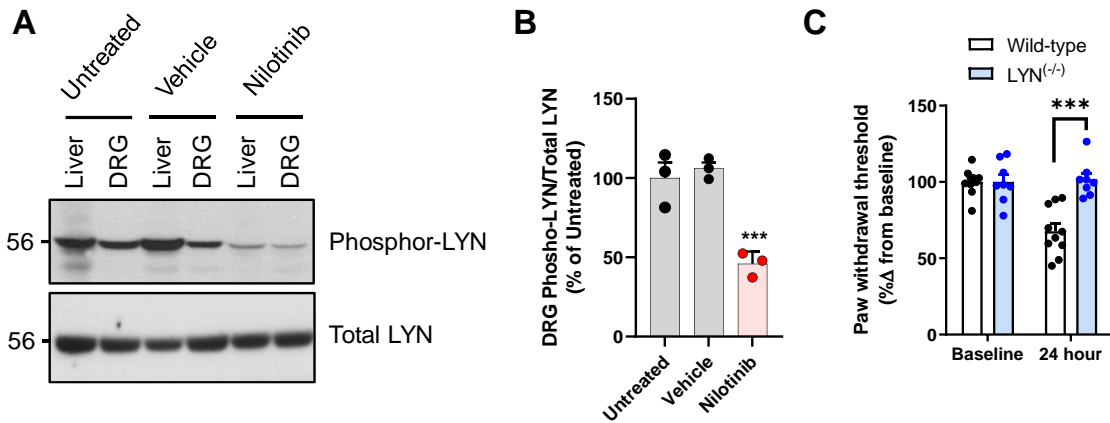 A
Untreated
Vehicle
Nilotinib
Liver
DRG
Liver
DRG
Liver
DRG
56
Phosphor-LYN
56
Total LYN
B
DRG Phospho-LYN/Total LYN
(% of Untreated)
150
100
50
0
***
Untreated
Vehicle
Nilotinib
C
Wild-type
LYN(-/-)
Paw withdrawal threshold
(%Δ from baseline)
150
100
50
0
***
Baseline
24 hour